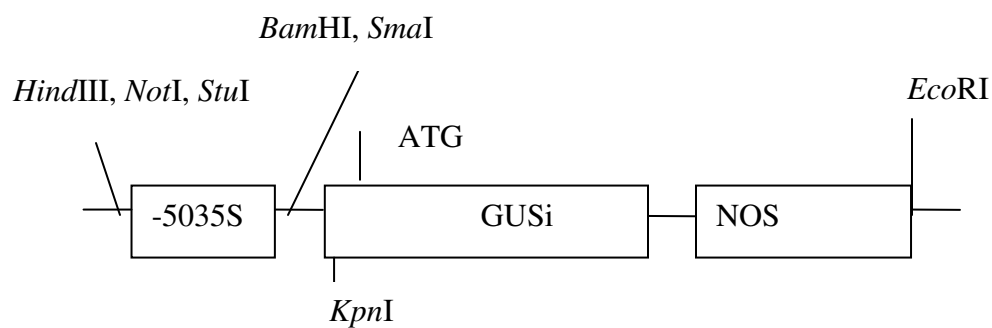 BamHI, SmaI
HindIII, NotI, StuI
EcoRI
ATG
-5035S
GUSi
NOS
KpnI